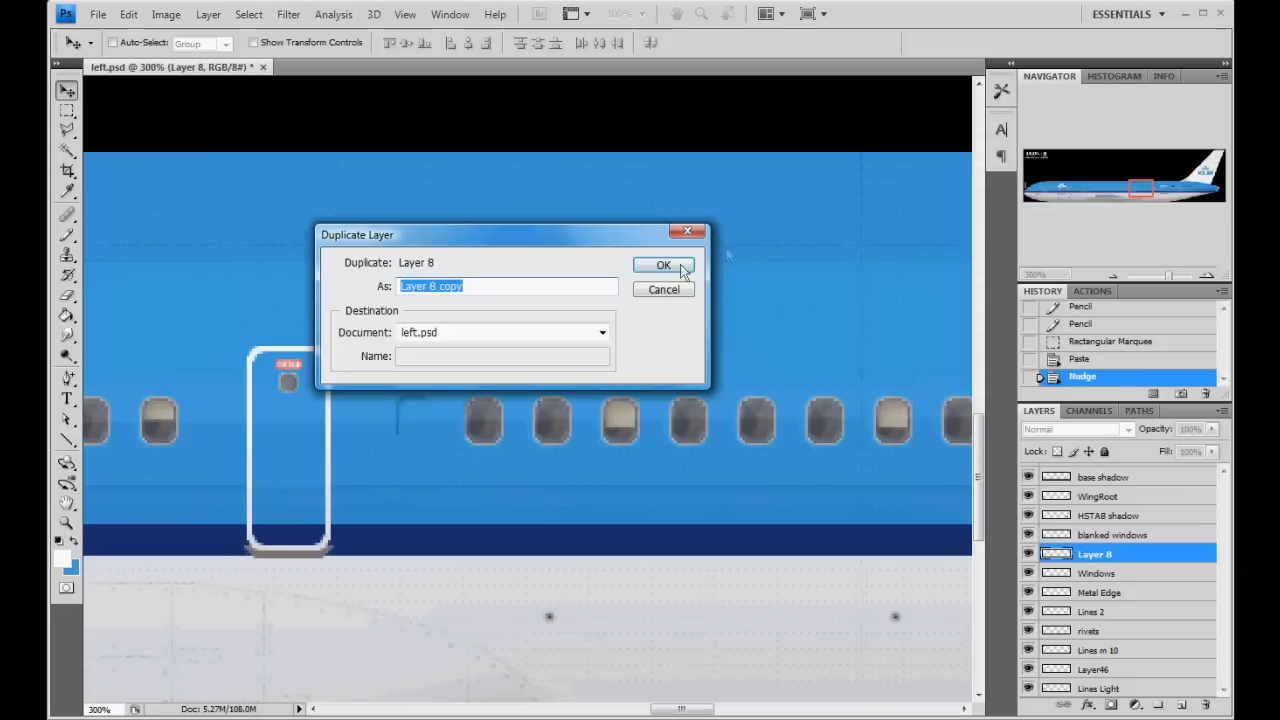 Ps File Edit Image Layer Select Filter Analysis 3D View Window Help Br 100% ESSENTIALS
Auto-Select: Group Show Transform Controls
left.psd @ 300% (Layer 8, RGB/8#) *
NAVIGATOR HISTOGRAM INFO
KLM
300%
HISTORY ACTIONS
Pencil
Pencil
Rectangular Marquee
Paste
Nudge
LAYERS CHANNELS PATHS
Normal Opacity: 100%
Lock: Fill: 100%
base shadow
WingRoot
HSTAB shadow
blanked windows
Layer 8
Windows
Metal Edge
Lines 2
rivets
Lines m 10
Layer46
Lines Light
Duplicate Layer
Duplicate: Layer 8
OK
As: Layer 8 copy
Cancel
Destination
Document: left.psd
Name:
300% Doc: 5.27M/108.0M